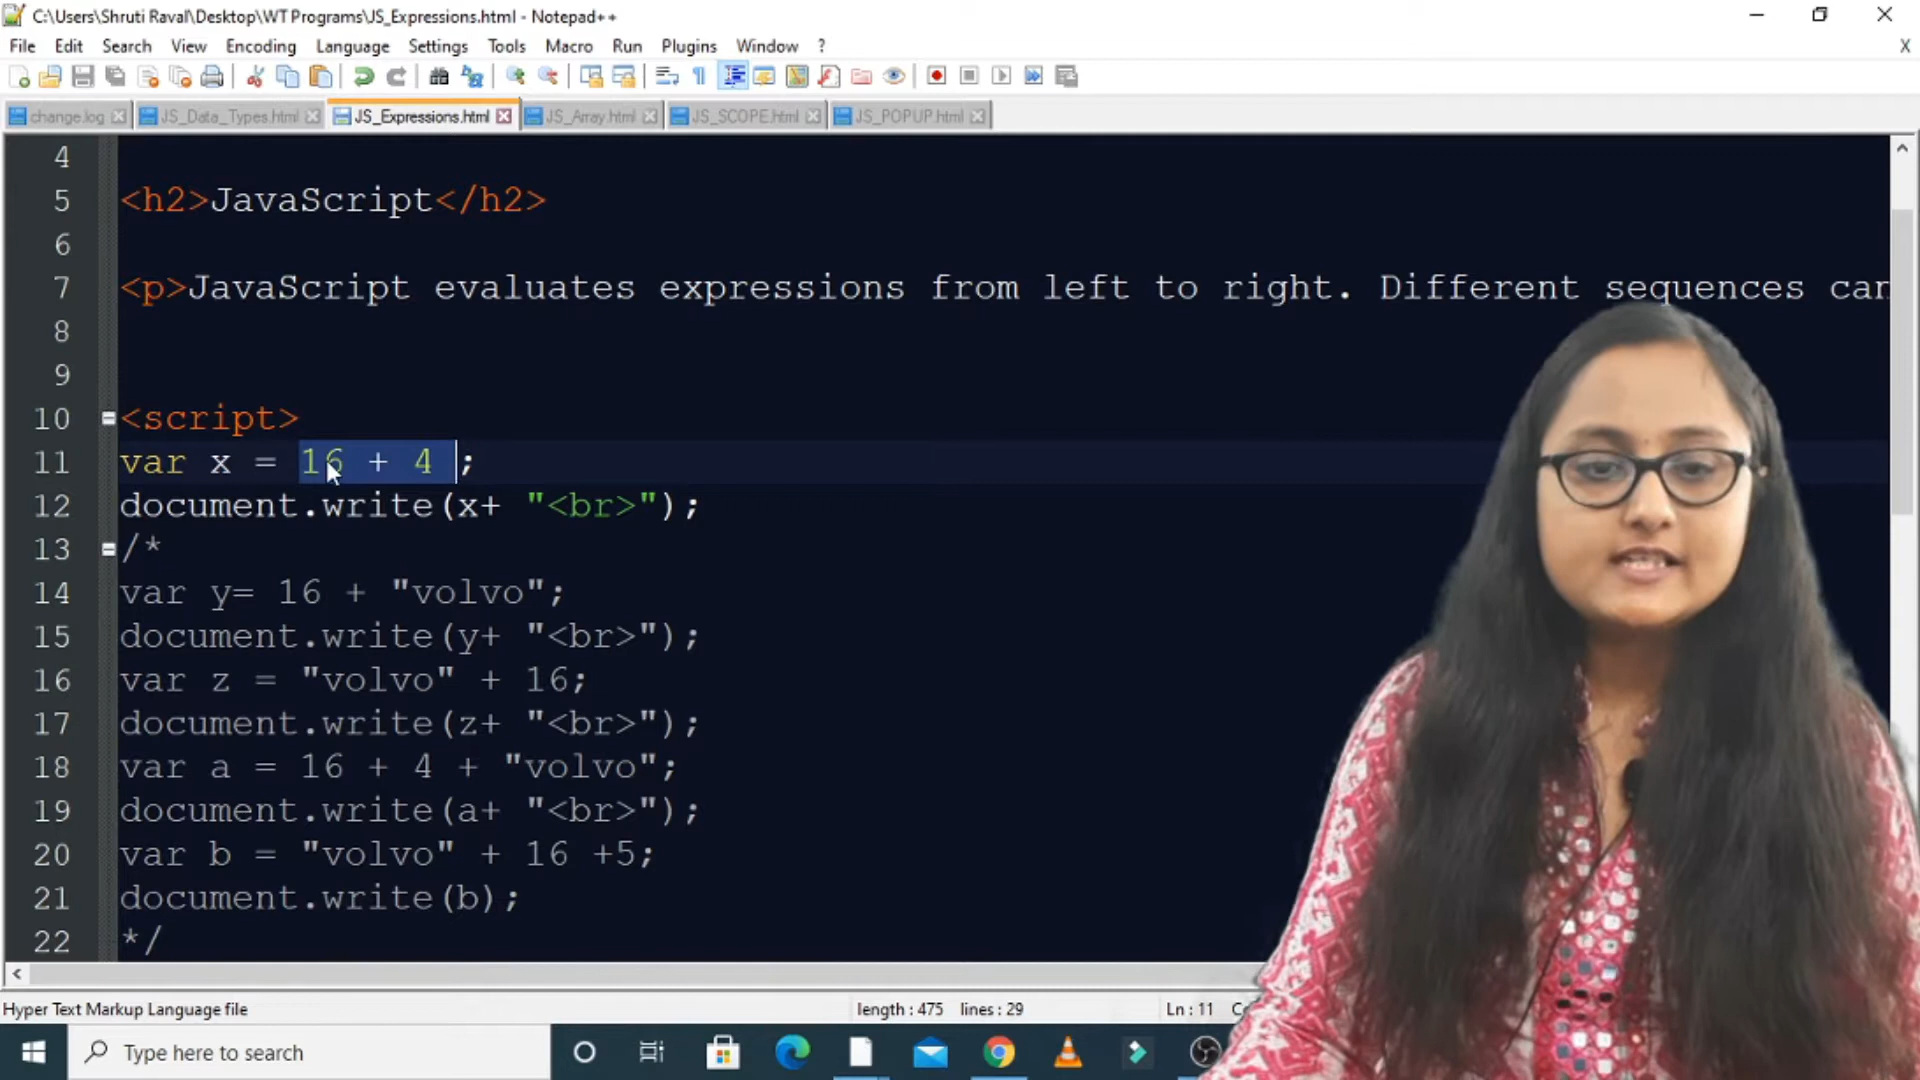 C:\Users\Shruti Raval\Desktop\WT Programs\JS_Expressions.html - Notepad++
File Edit Search View Encoding Language Settings Tools Macro Run Plugins Window ? X
change.log JS_Data_Types.html JS_Expressions.html JS_Array.html JS_SCOPE.html JS_POPUP.html
4
5 <h2>JavaScript</h2>
6
7 <p>JavaScript evaluates expressions from left to right. Different sequences can
8
9
10 <script>
11 var x = 16 + 4 ;
12 document.write(x+ "<br>");
13 /*
14 var y= 16 + "volvo";
15 document.write(y+ "<br>");
16 var z = "volvo" + 16;
17 document.write(z+ "<br>");
18 var a = 16 + 4 + "volvo";
19 document.write(a+ "<br>");
20 var b = "volvo" + 16 +5;
21 document.write(b);
22 */
Hyper Text Markup Language file length : 475 lines : 29 Ln : 11
Type here to search